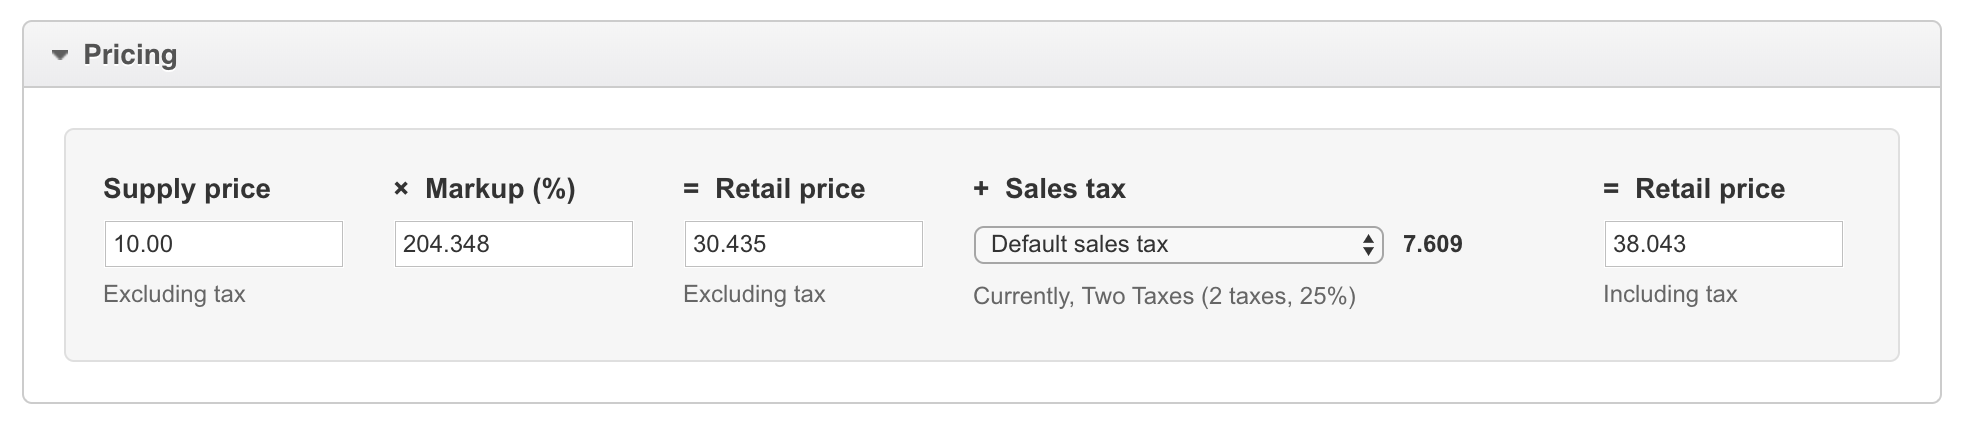 Pricing
Supply price × Markup (%) = Retail price + Sales tax = Retail price
10.00 204.348 30.435 Default sales tax 7.609 38.043
Excluding tax Excluding tax Currently, Two Taxes (2 taxes, 25%) Including tax